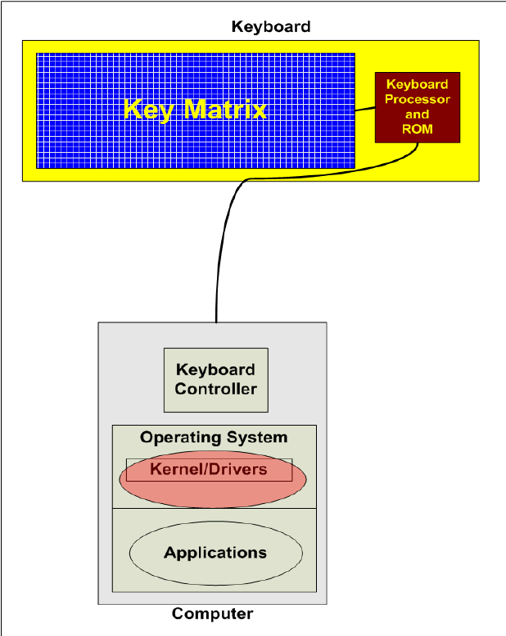 Keyboard
Key Matrix
Keyboard
Processor
and
ROM
Keyboard
Controller
Operating System
Kernel/Drivers
Applications
Computer